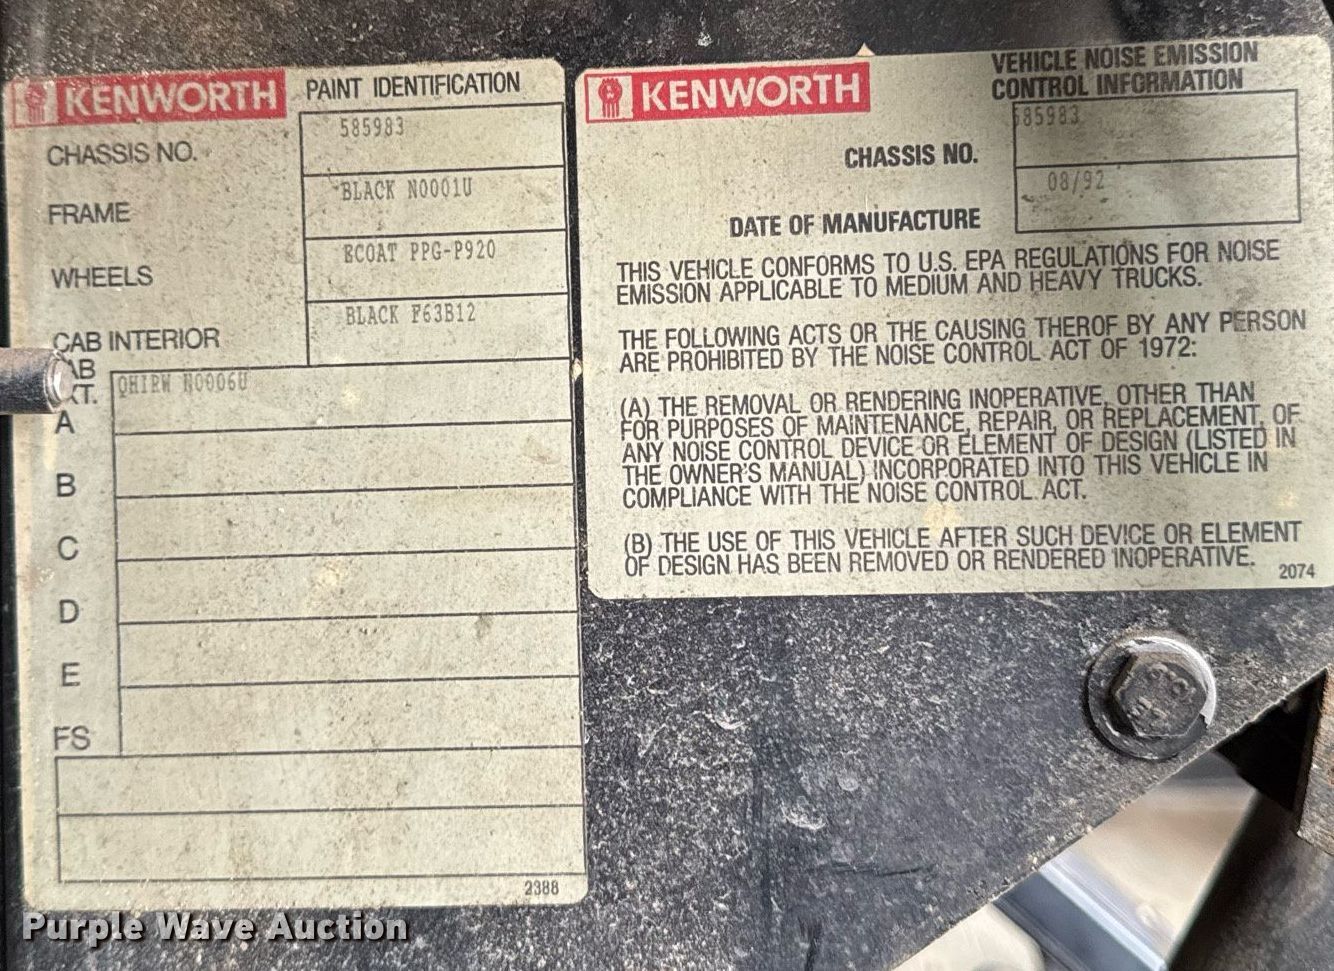 KENWORTH PAINT IDENTIFICATION
CHASSIS NO. 585983
FRAME BLACK N0001U
WHEELS ECOAT PPG-P920
CAB INTERIOR BLACK F63B12
AB
XT.
A QHIRW N0006U
B
C
D
E
FS
2388
KENWORTH
VEHICLE NOISE EMISSION
CONTROL INFORMATION
CHASSIS NO. 585983
DATE OF MANUFACTURE 08/92
THIS VEHICLE CONFORMS TO U.S. EPA REGULATIONS FOR NOISE
EMISSION APPLICABLE TO MEDIUM AND HEAVY TRUCKS.
THE FOLLOWING ACTS OR THE CAUSING THEROF BY ANY PERSON
ARE PROHIBITED BY THE NOISE CONTROL ACT OF 1972:
(A) THE REMOVAL OR RENDERING INOPERATIVE, OTHER THAN
FOR PURPOSES OF MAINTENANCE, REPAIR, OR REPLACEMENT, OF
ANY NOISE CONTROL DEVICE OR ELEMENT OF DESIGN (LISTED IN
THE OWNER'S MANUAL) INCORPORATED INTO THIS VEHICLE IN
COMPLIANCE WITH THE NOISE CONTROL ACT.
(B) THE USE OF THIS VEHICLE AFTER SUCH DEVICE OR ELEMENT
OF DESIGN HAS BEEN REMOVED OR RENDERED INOPERATIVE.
2074
Purple Wave Auction